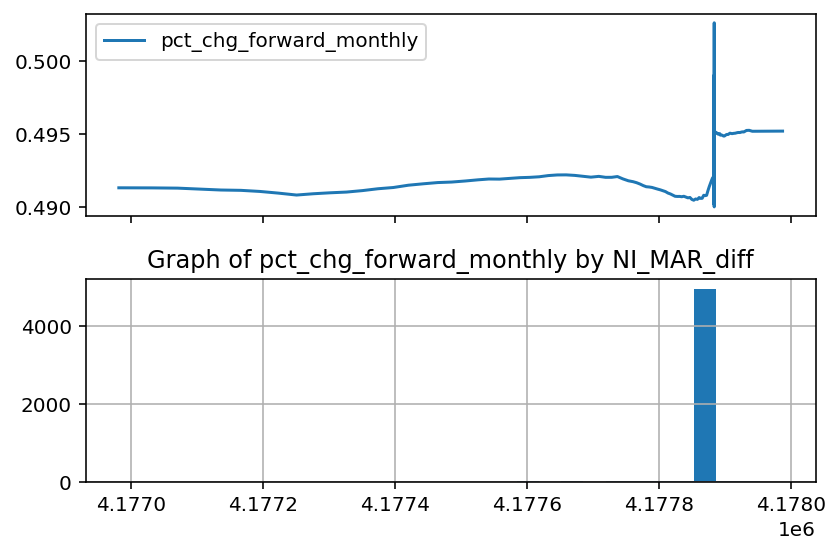 pct_chg_forward_monthly
0.500
0.495
0.490
Graph of pct_chg_forward_monthly by NI_MAR_diff
4000
2000
0
4.1770 4.1772 4.1774 4.1776 4.1778 4.1780
1e6